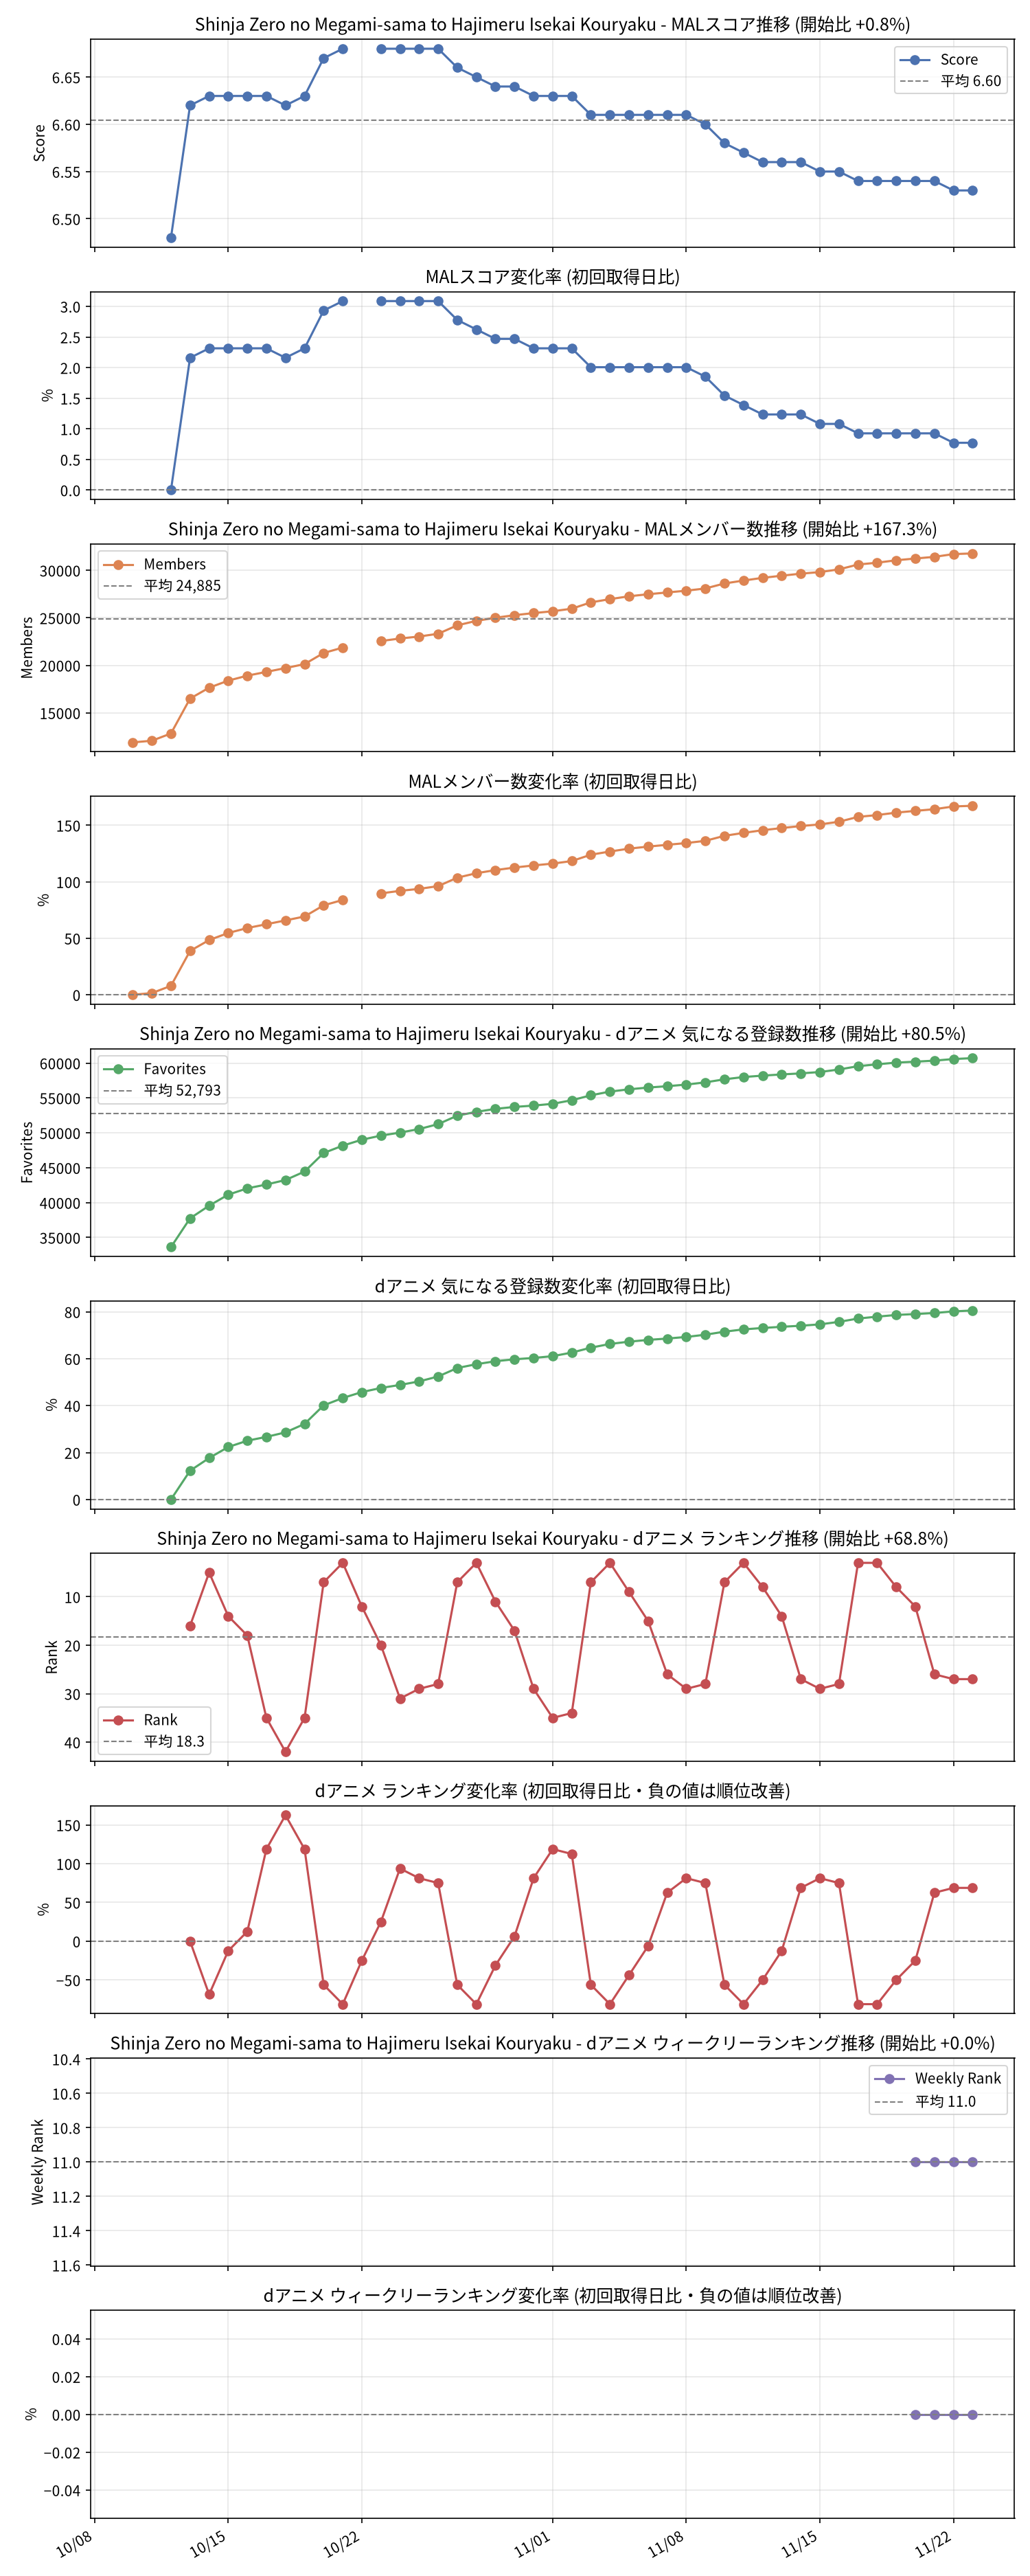 Shinja Zero no Megami-sama to Hajimeru Isekai Kouryaku - MALスコア推移 (開始比 +0.8%)
Score
6.65
6.60
6.55
6.50
Score
平均 6.60
MALスコア変化率 (初回取得日比)
%
3.0
2.5
2.0
1.5
1.0
0.5
0.0
Shinja Zero no Megami-sama to Hajimeru Isekai Kouryaku - MALメンバー数推移 (開始比 +167.3%)
Members
30000
25000
20000
15000
Members
平均 24,885
MALメンバー数変化率 (初回取得日比)
%
150
100
50
0
Shinja Zero no Megami-sama to Hajimeru Isekai Kouryaku - dアニメ 気になる登録数推移 (開始比 +80.5%)
Favorites
60000
55000
50000
45000
40000
35000
Favorites
平均 52,793
dアニメ 気になる登録数変化率 (初回取得日比)
%
80
60
40
20
0
Shinja Zero no Megami-sama to Hajimeru Isekai Kouryaku - dアニメ ランキング推移 (開始比 +68.8%)
Rank
10
20
30
40
Rank
平均 18.3
dアニメ ランキング変化率 (初回取得日比・負の値は順位改善)
%
150
100
50
0
−50
Shinja Zero no Megami-sama to Hajimeru Isekai Kouryaku - dアニメ ウィークリーランキング推移 (開始比 +0.0%)
Weekly Rank
10.4
10.6
10.8
11.0
11.2
11.4
11.6
Weekly Rank
平均 11.0
dアニメ ウィークリーランキング変化率 (初回取得日比・負の値は順位改善)
%
0.04
0.02
0.00
−0.02
−0.04
10/08
10/15
10/22
11/01
11/08
11/15
11/22